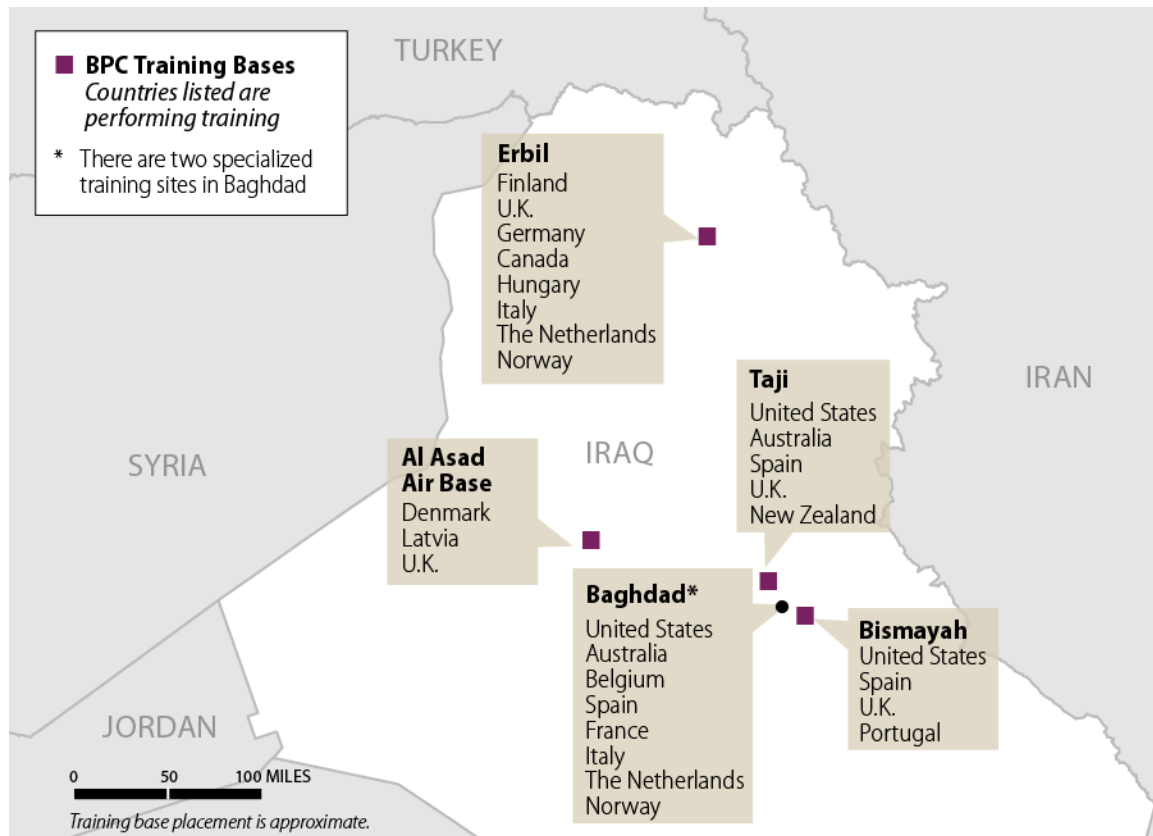 BPC Training Bases
Countries listed are
performing training
* There are two specialized
training sites in Baghdad
TURKEY
Erbil
Finland
U.K.
Germany
Canada
Hungary
Italy
The Netherlands
Norway
IRAN
Taji
United States
Australia
Spain
U.K.
New Zealand
SYRIA
IRAQ
Al Asad
Air Base
Denmark
Latvia
U.K.
Baghdad*
United States
Australia
Belgium
Spain
France
Italy
The Netherlands
Norway
Bismayah
United States
Spain
U.K.
Portugal
JORDAN
0 50 100 MILES
Training base placement is approximate.